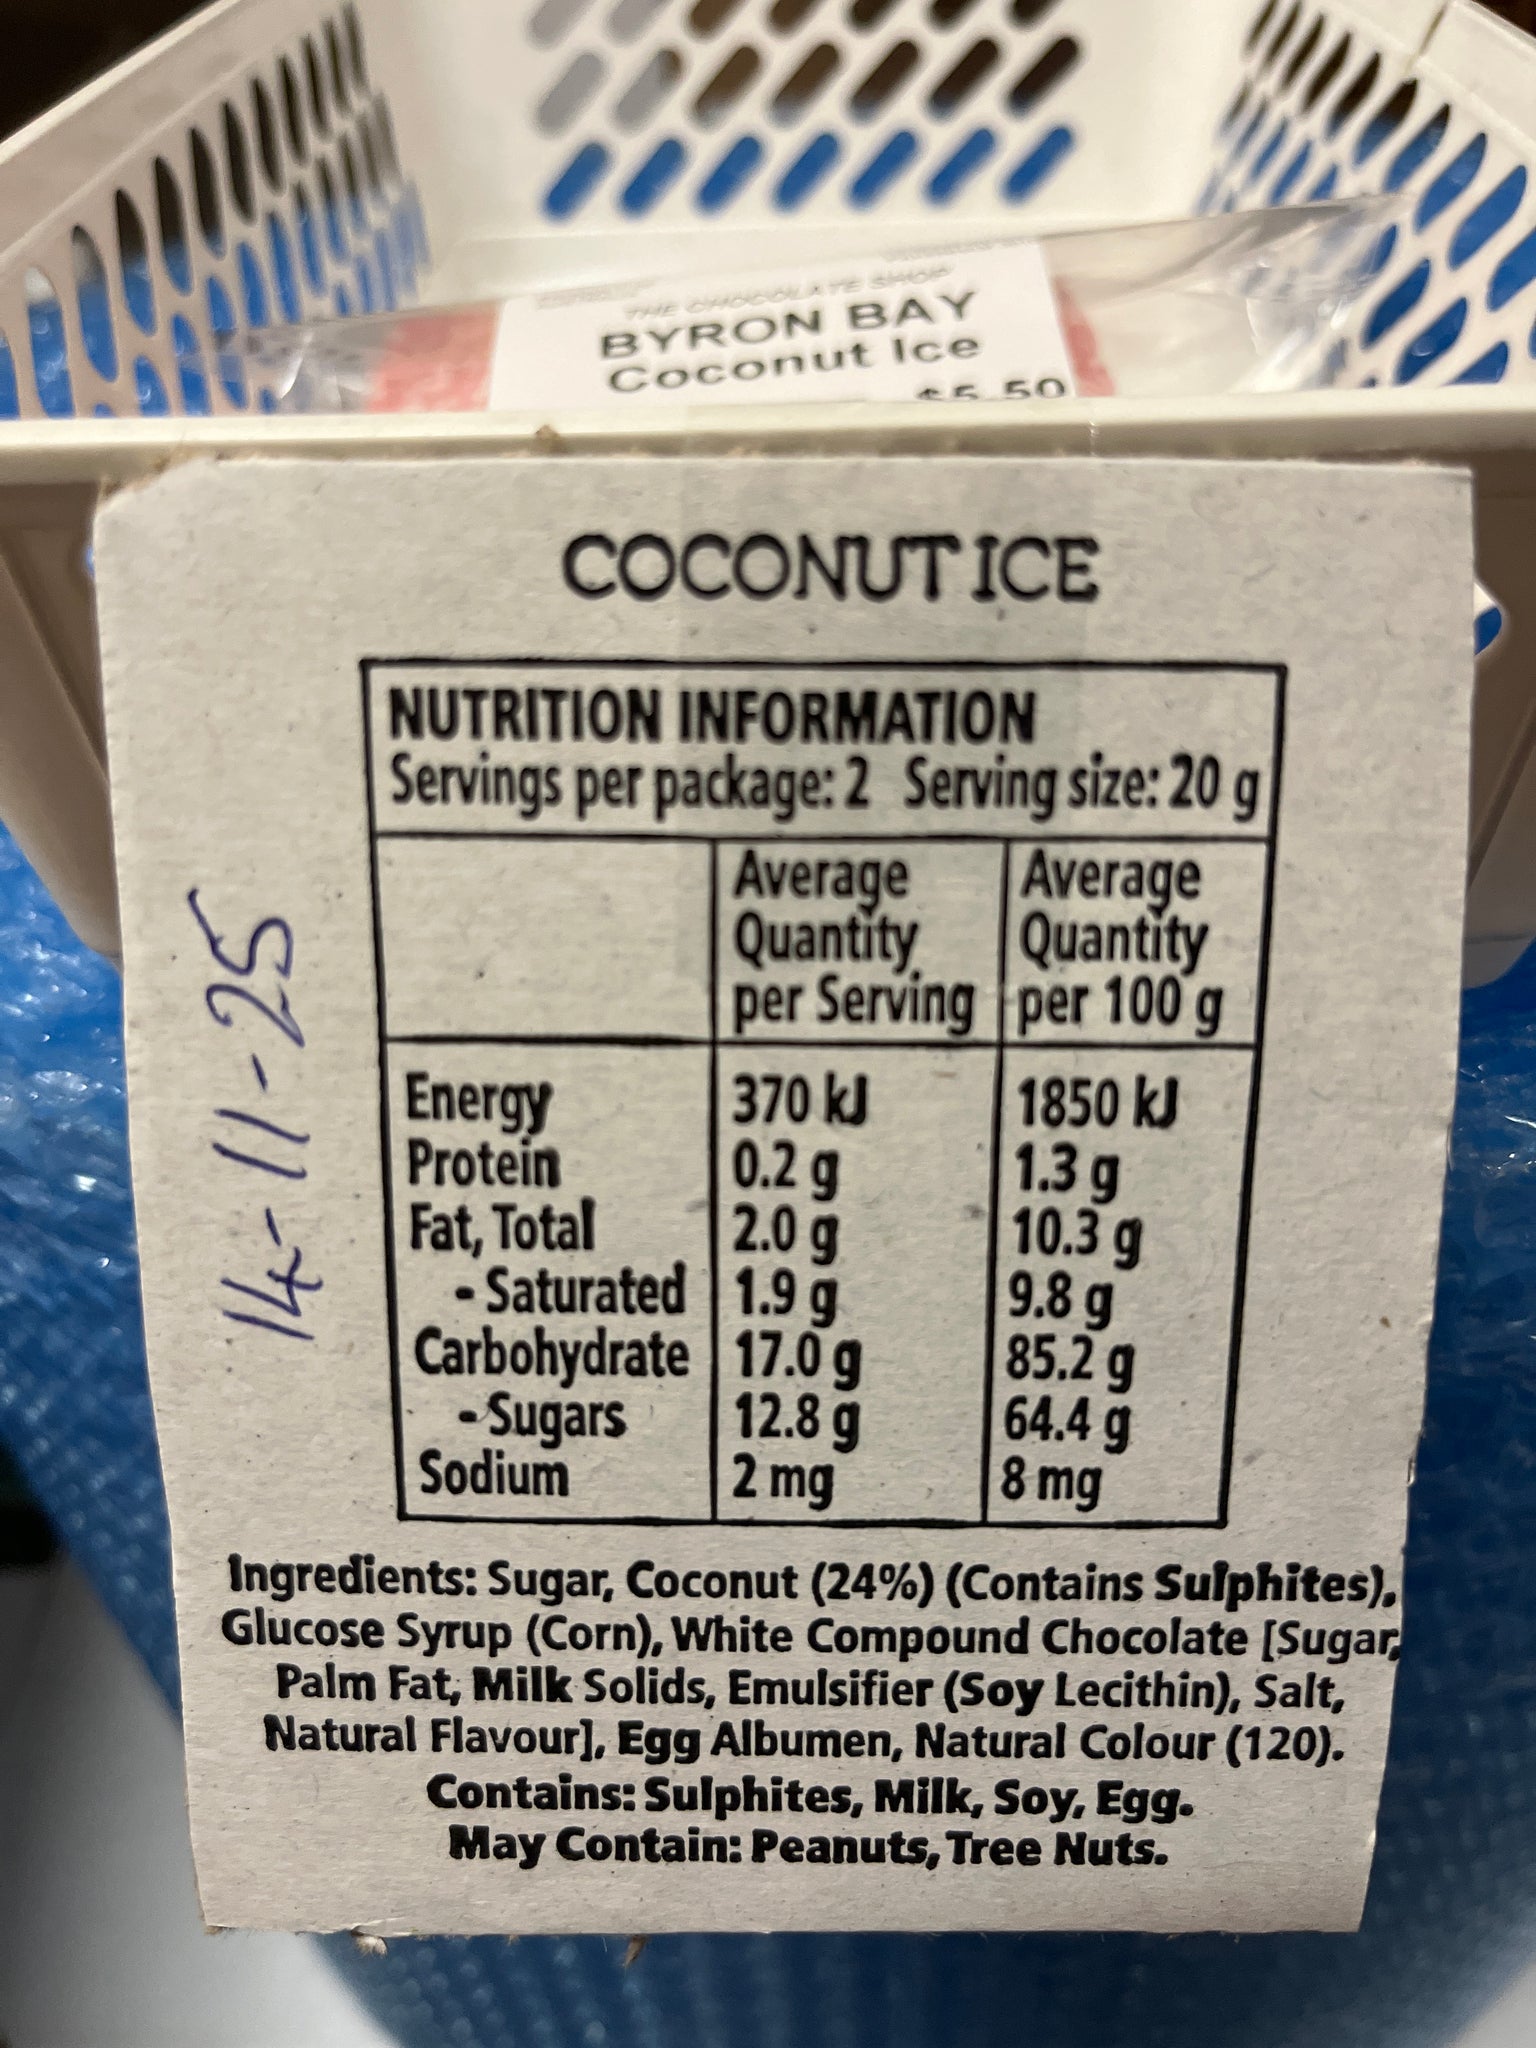 THE CHOCOLATE SHOP
BYRON BAY
Coconut Ice
$5.50
COCONUT ICE
NUTRITION INFORMATION
Servings per package: 2 Serving size: 20 g
Average Quantity per Serving
Average Quantity per 100 g
Energy 370 kJ 1850 kJ
Protein 0.2 g 1.3 g
Fat, Total 2.0 g 10.3 g
- Saturated 1.9 g 9.8 g
Carbohydrate 17.0 g 85.2 g
- Sugars 12.8 g 64.4 g
Sodium 2 mg 8 mg
Ingredients: Sugar, Coconut (24%) (Contains Sulphites),
Glucose Syrup (Corn), White Compound Chocolate [Sugar,
Palm Fat, Milk Solids, Emulsifier (Soy Lecithin), Salt,
Natural Flavour], Egg Albumen, Natural Colour (120).
Contains: Sulphites, Milk, Soy, Egg.
May Contain: Peanuts, Tree Nuts.
14-11-25